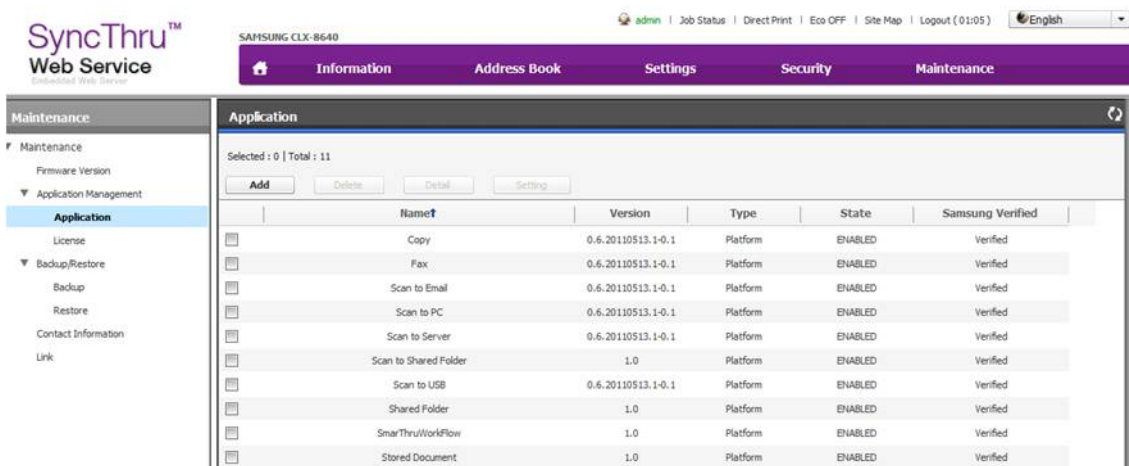 SyncThru™
Web Service
Embedded Web Server
admin | Job Status | Direct Print | Eco OFF | Site Map | Logout ( 01:05 )
English
SAMSUNG CLX-8640
Information Address Book Settings Security Maintenance
Maintenance
Maintenance
Firmware Version
Application Management
Application
License
Backup/Restore
Backup
Restore
Contact Information
Link
Application
Selected : 0 | Total : 11
Add Delete Detail Setting
Name Version Type State Samsung Verified
Copy 0.6.20110513.1-0.1 Platform ENABLED Verified
Fax 0.6.20110513.1-0.1 Platform ENABLED Verified
Scan to Email 0.6.20110513.1-0.1 Platform ENABLED Verified
Scan to PC 0.6.20110513.1-0.1 Platform ENABLED Verified
Scan to Server 0.6.20110513.1-0.1 Platform ENABLED Verified
Scan to Shared Folder 1.0 Platform ENABLED Verified
Scan to USB 0.6.20110513.1-0.1 Platform ENABLED Verified
Shared Folder 1.0 Platform ENABLED Verified
SmarThruWorkFlow 1.0 Platform ENABLED Verified
Stored Document 1.0 Platform ENABLED Verified